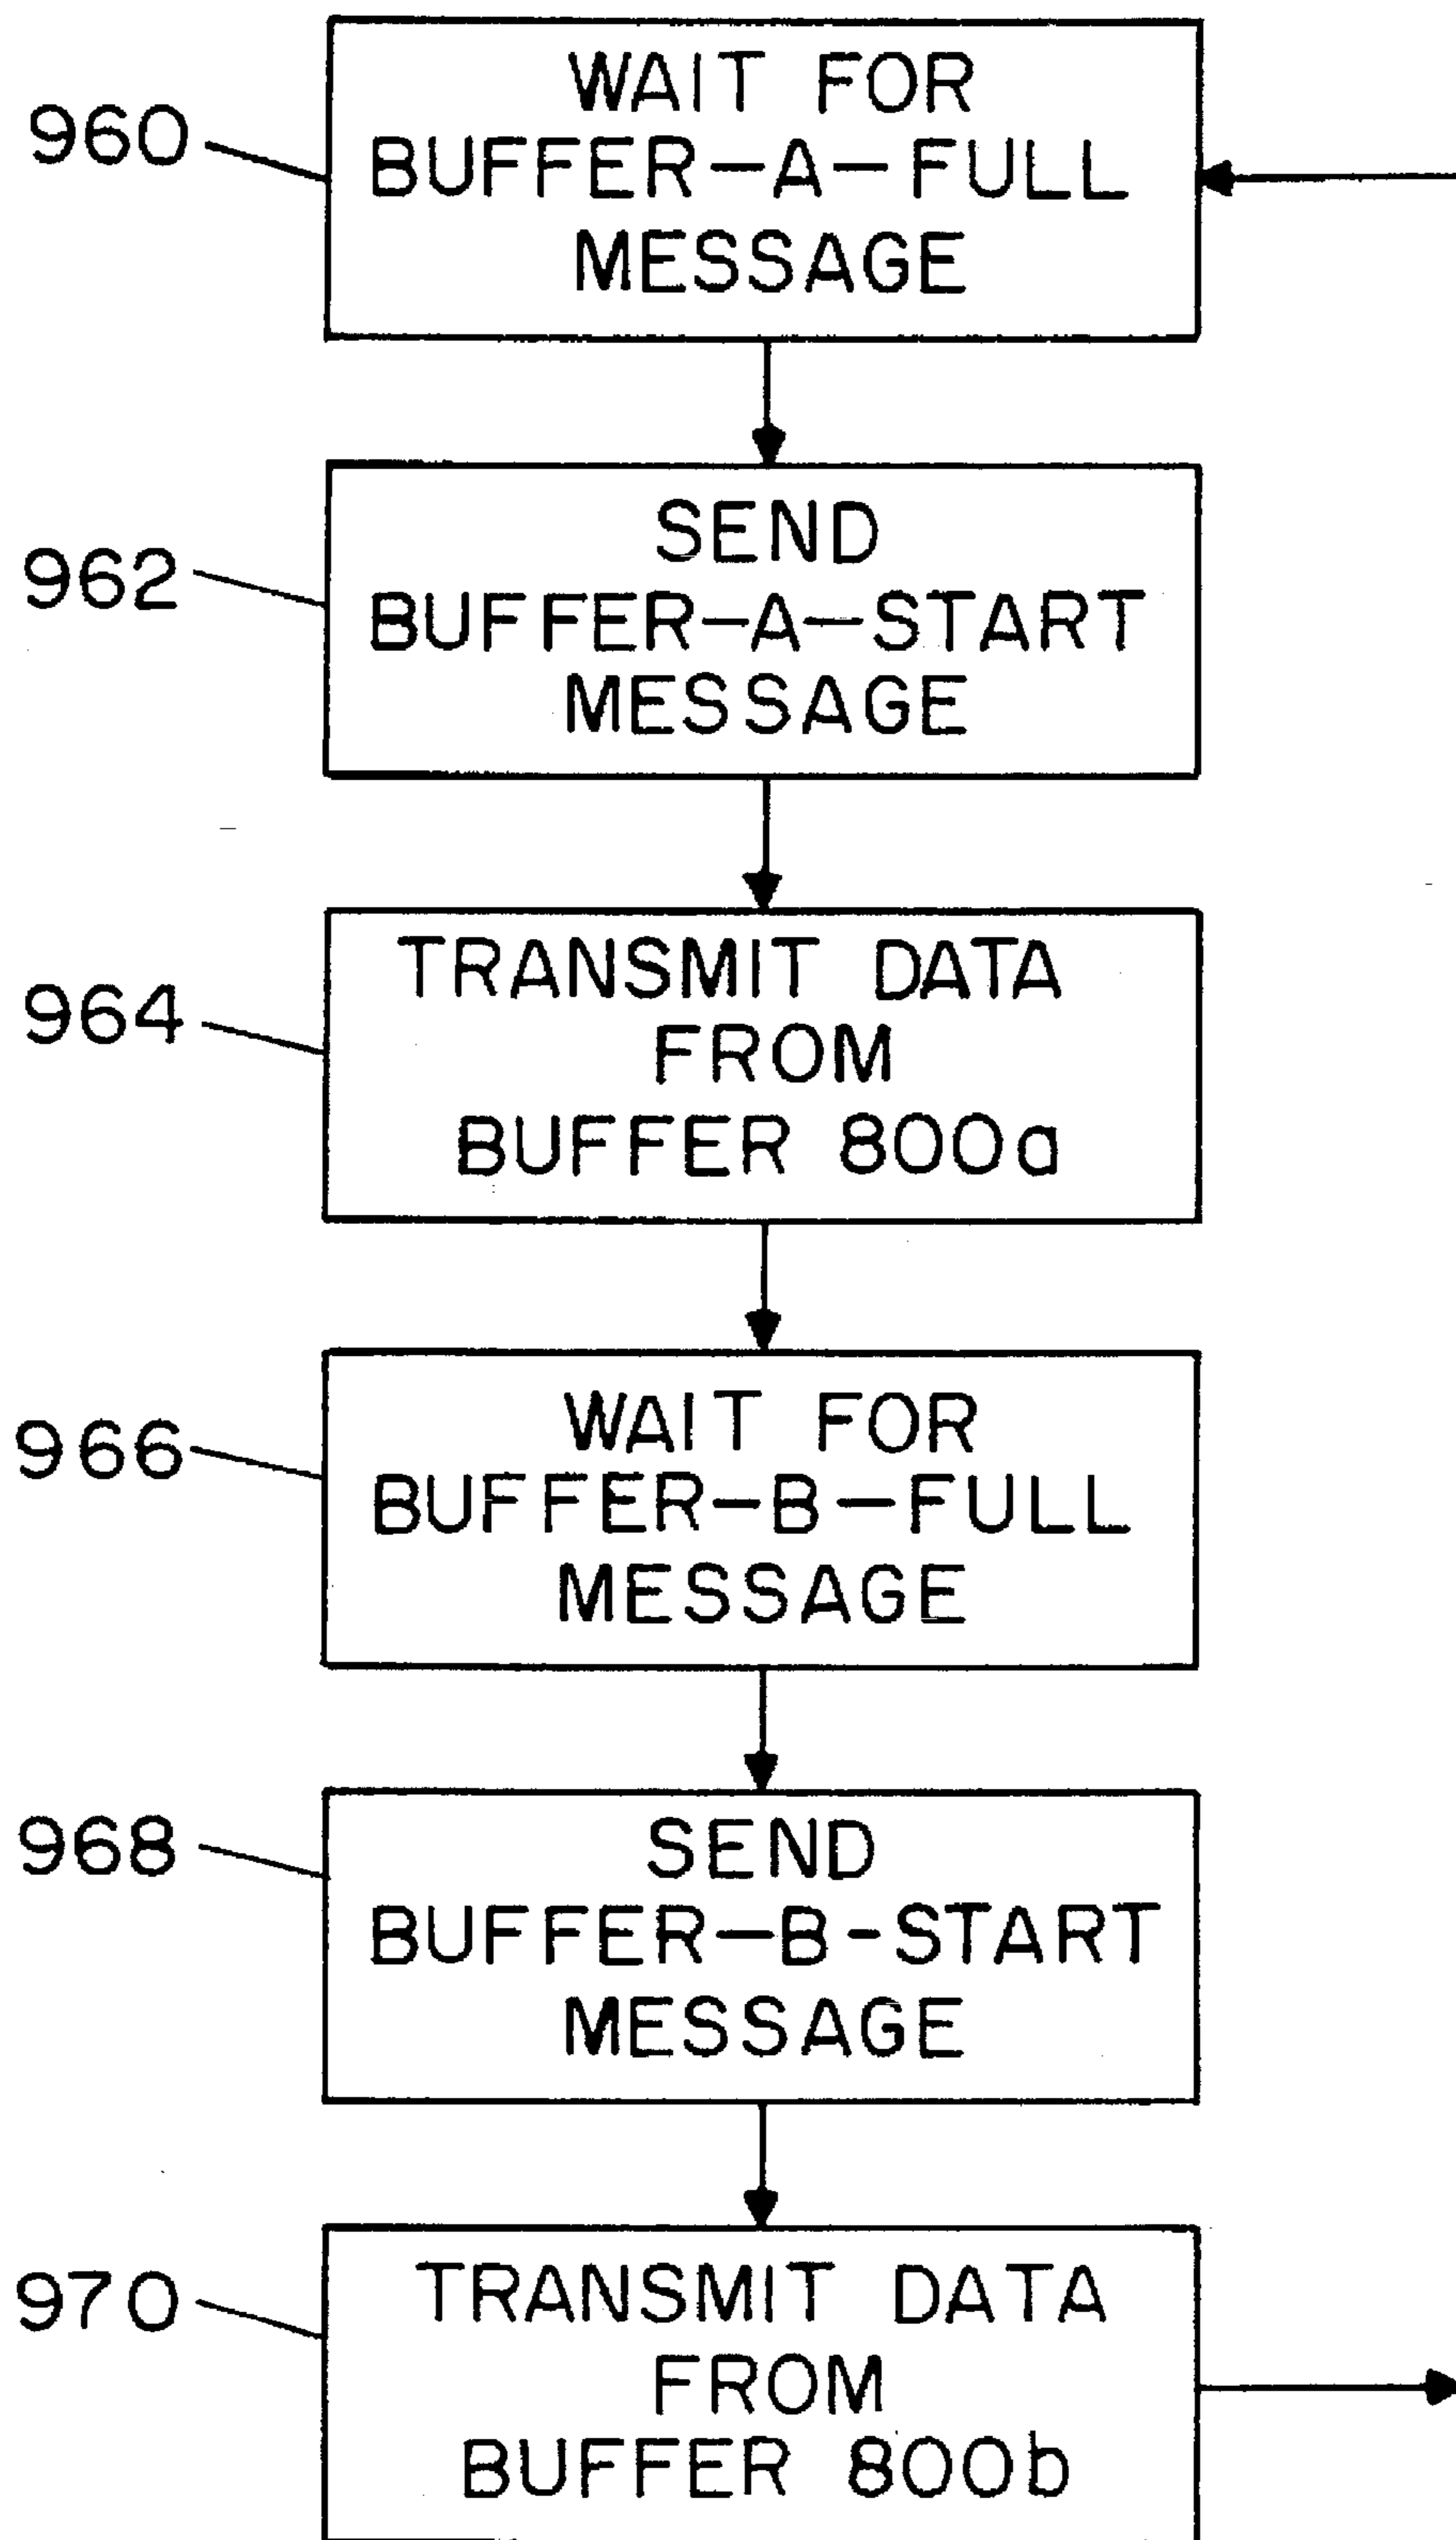 960
WAIT FOR
BUFFER-A-FULL
MESSAGE
962
SEND
BUFFER-A-START
MESSAGE
964
TRANSMIT DATA
FROM
BUFFER 800a
966
WAIT FOR
BUFFER-B-FULL
MESSAGE
968
SEND
BUFFER-B-START
MESSAGE
970
TRANSMIT DATA
FROM
BUFFER 800b